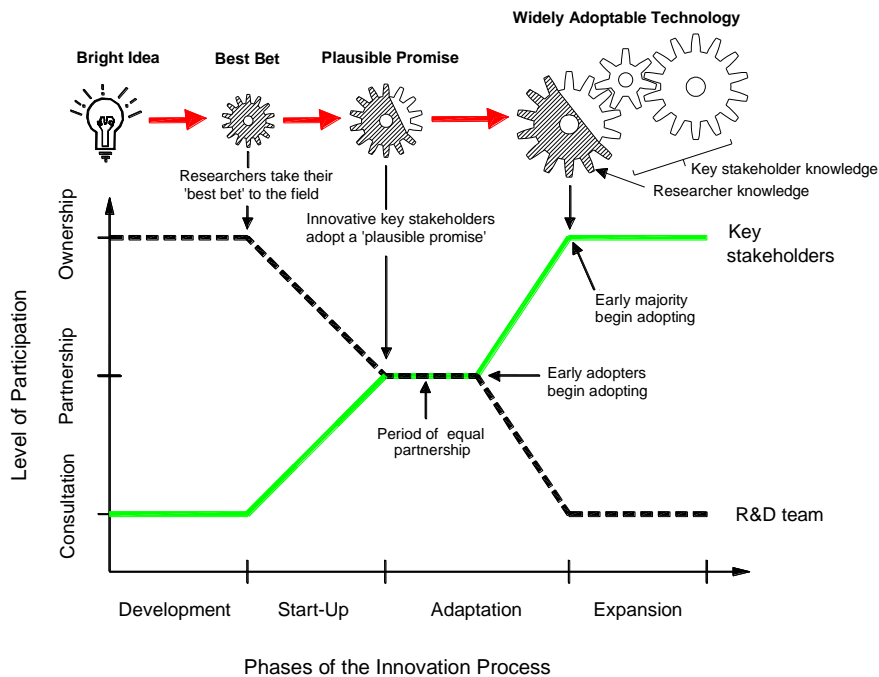 Widely Adoptable Technology
Bright Idea
Best Bet
Plausible Promise
Key stakeholder knowledge
Researcher knowledge
Researchers take their
'best bet' to the field
Innovative key stakeholders
adopt a 'plausible promise'
Ownership
Key
stakeholders
Early majority
begin adopting
Level of Participation
Partnership
Early adopters
begin adopting
Period of equal
partnership
Consultation
R&D team
Development
Start-Up
Adaptation
Expansion
Phases of the Innovation Process